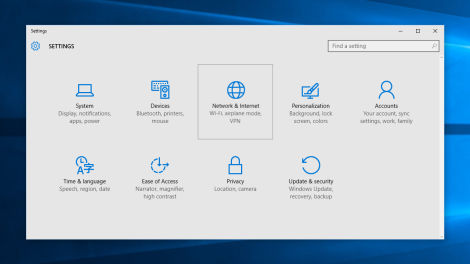 Settings
SETTINGS
Find a setting
System
Display, notifications,
apps, power
Devices
Bluetooth, printers,
mouse
Network & Internet
Wi-Fi, airplane mode,
VPN
Personalization
Background, lock
screen, colors
Accounts
Your account, sync
settings, work, family
A字
Time & language
Speech, region, date
Ease of Access
Narrator, magnifier,
high contrast
Privacy
Location, camera
Update & security
Windows Update,
recovery, backup